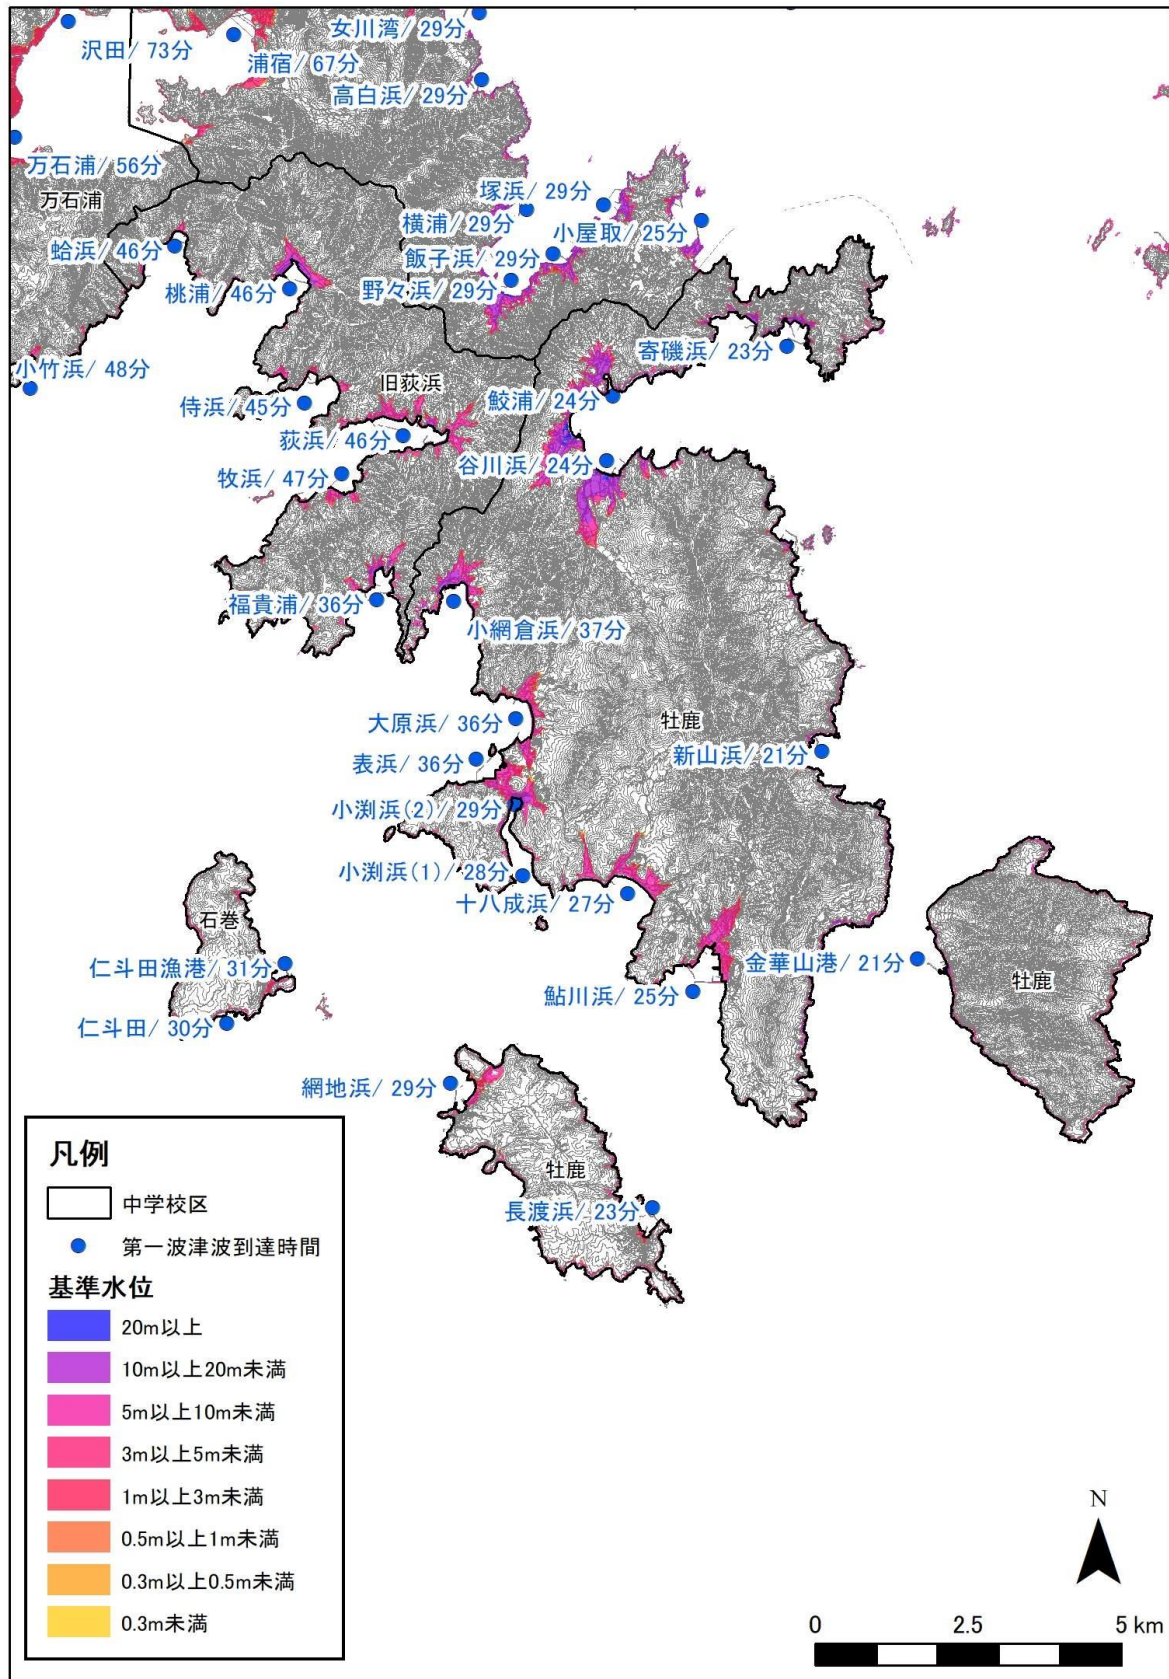 女川湾/ 29分
沢田/ 73分
浦宿/ 67分
高白浜/ 29分
万石浦/ 56分
万石浦
塚浜/ 29分
横浦/ 29分
小屋取/ 25分
蛤浜/ 46分
飯子浜/ 29分
桃浦/ 46分
野々浜/ 29分
寄磯浜/ 23分
小竹浜/ 48分
旧荻浜
侍浜/ 45分
鮫浦/ 24分
荻浜/ 46分
谷川浜/ 24分
牧浜/ 47分
福貴浦/ 36分
小網倉浜/ 37分
大原浜/ 36分
牡鹿
表浜/ 36分
新山浜/ 21分
小渕浜(2)/ 29分
小渕浜(1)/ 28分
十八成浜/ 27分
石巻
仁斗田漁港/ 31分
金華山港/ 21分
牡鹿
鮎川浜/ 25分
仁斗田/ 30分
網地浜/ 29分
牡鹿
長渡浜/ 23分
凡例
中学校区
第一波津波到達時間
基準水位
20m以上
10m以上20m未満
5m以上10m未満
3m以上5m未満
1m以上3m未満
0.5m以上1m未満
0.3m以上0.5m未満
0.3m未満
N
0 2.5 5 km